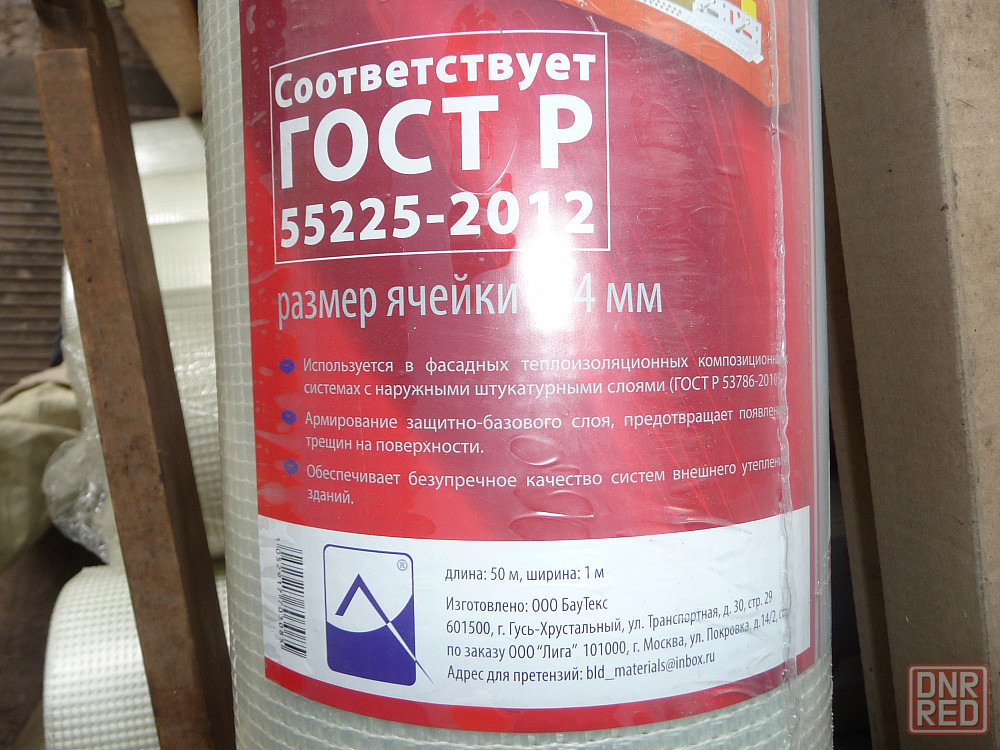 Соответствует
ГОСТ Р
55225-2012
размер ячейки 4 мм
Используется в фасадных теплоизоляционных композиционных
системах с наружными штукатурными слоями (ГОСТ Р 53786-2010)
Армирование защитно-базового слоя, предотвращает
трещин на поверхности.
Обеспечивает безупречное качество систем внешнего
зданий.
®
длина: 50 м, ширина: 1 м
Изготовлено: ООО БауТекс
601500, г. Гусь-Хрустальный, ул. Транспортная, д. 30, стр. 29
по заказу ООО "Лига" 101000, г. Москва, ул. Покровка, д.14/2,
Адрес для претензий: bld_materials@inbox.ru
DNR
RED